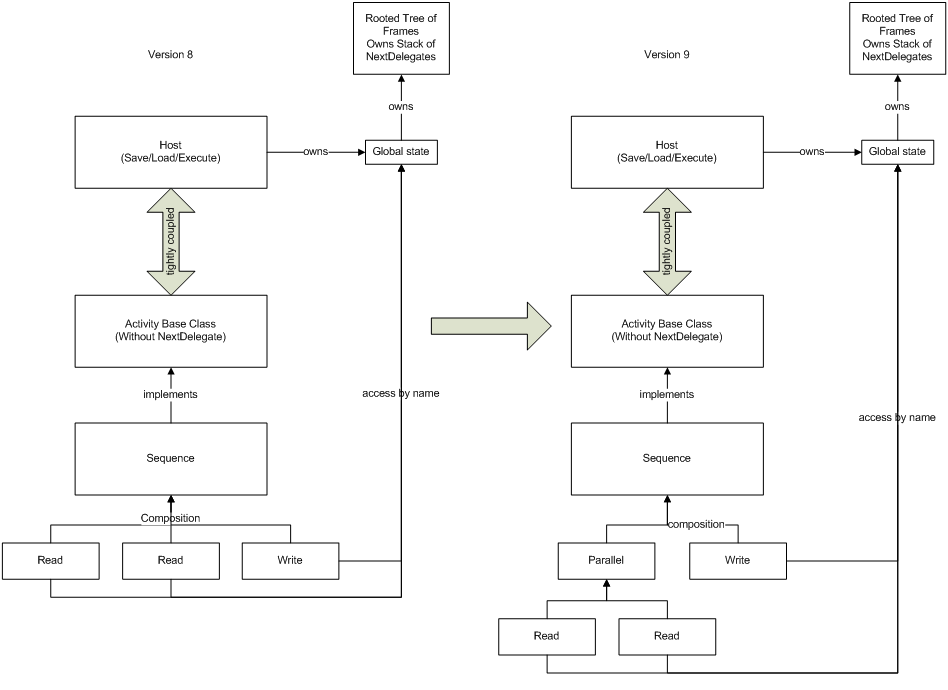 Version 8
Rooted Tree of
Frames
Owns Stack of
NextDelegates
owns
Host
(Save/Load/Execute)
owns
Global state
tightly coupled
Activity Base Class
(Without NextDelegate)
implements
access by name
Sequence
Composition
Read
Read
Write
Version 9
Rooted Tree of
Frames
Owns Stack of
NextDelegates
owns
Host
(Save/Load/Execute)
owns
Global state
tightly coupled
Activity Base Class
(Without NextDelegate)
implements
access by name
Sequence
composition
Parallel
Write
Read
Read